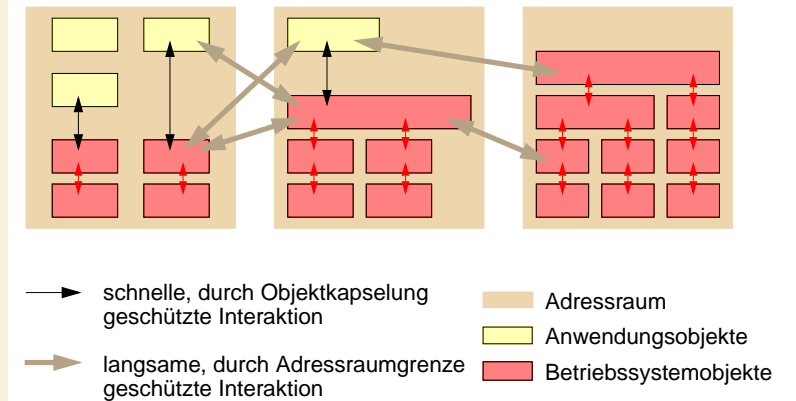 schnelle, durch Objektkapselung
geschützte Interaktion
langsame, durch Adressraumgrenze
geschützte Interaktion
Adressraum
Anwendungsobjekte
Betriebssystemobjekte